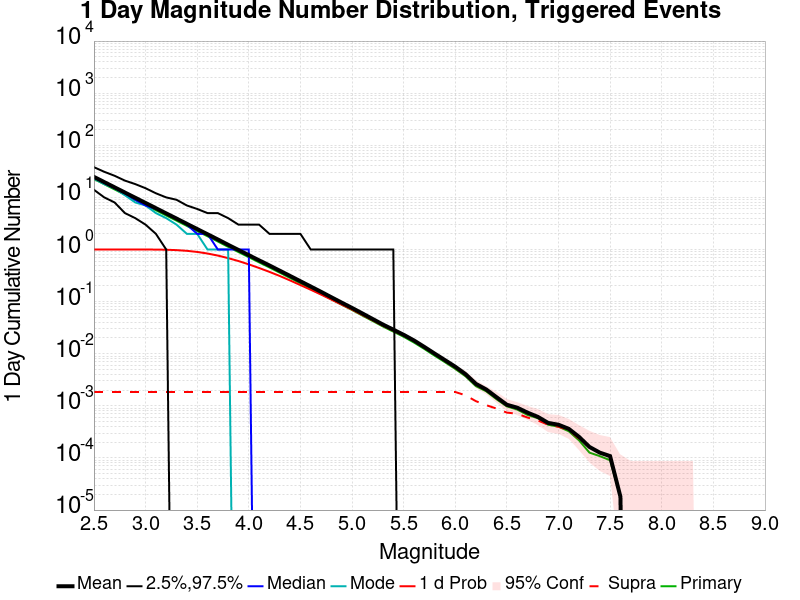 1 Day Magnitude Number Distribution, Triggered Events
10^4
10^3
10^2
10^1
10^0
10^-1
10^-2
10^-3
10^-4
10^-5
1 Day Cumulative Number
2.5 3.0 3.5 4.0 4.5 5.0 5.5 6.0 6.5 7.0 7.5 8.0 8.5 9.0
Magnitude
Mean 2.5%,97.5% Median Mode 1 d Prob 95% Conf Supra Primary